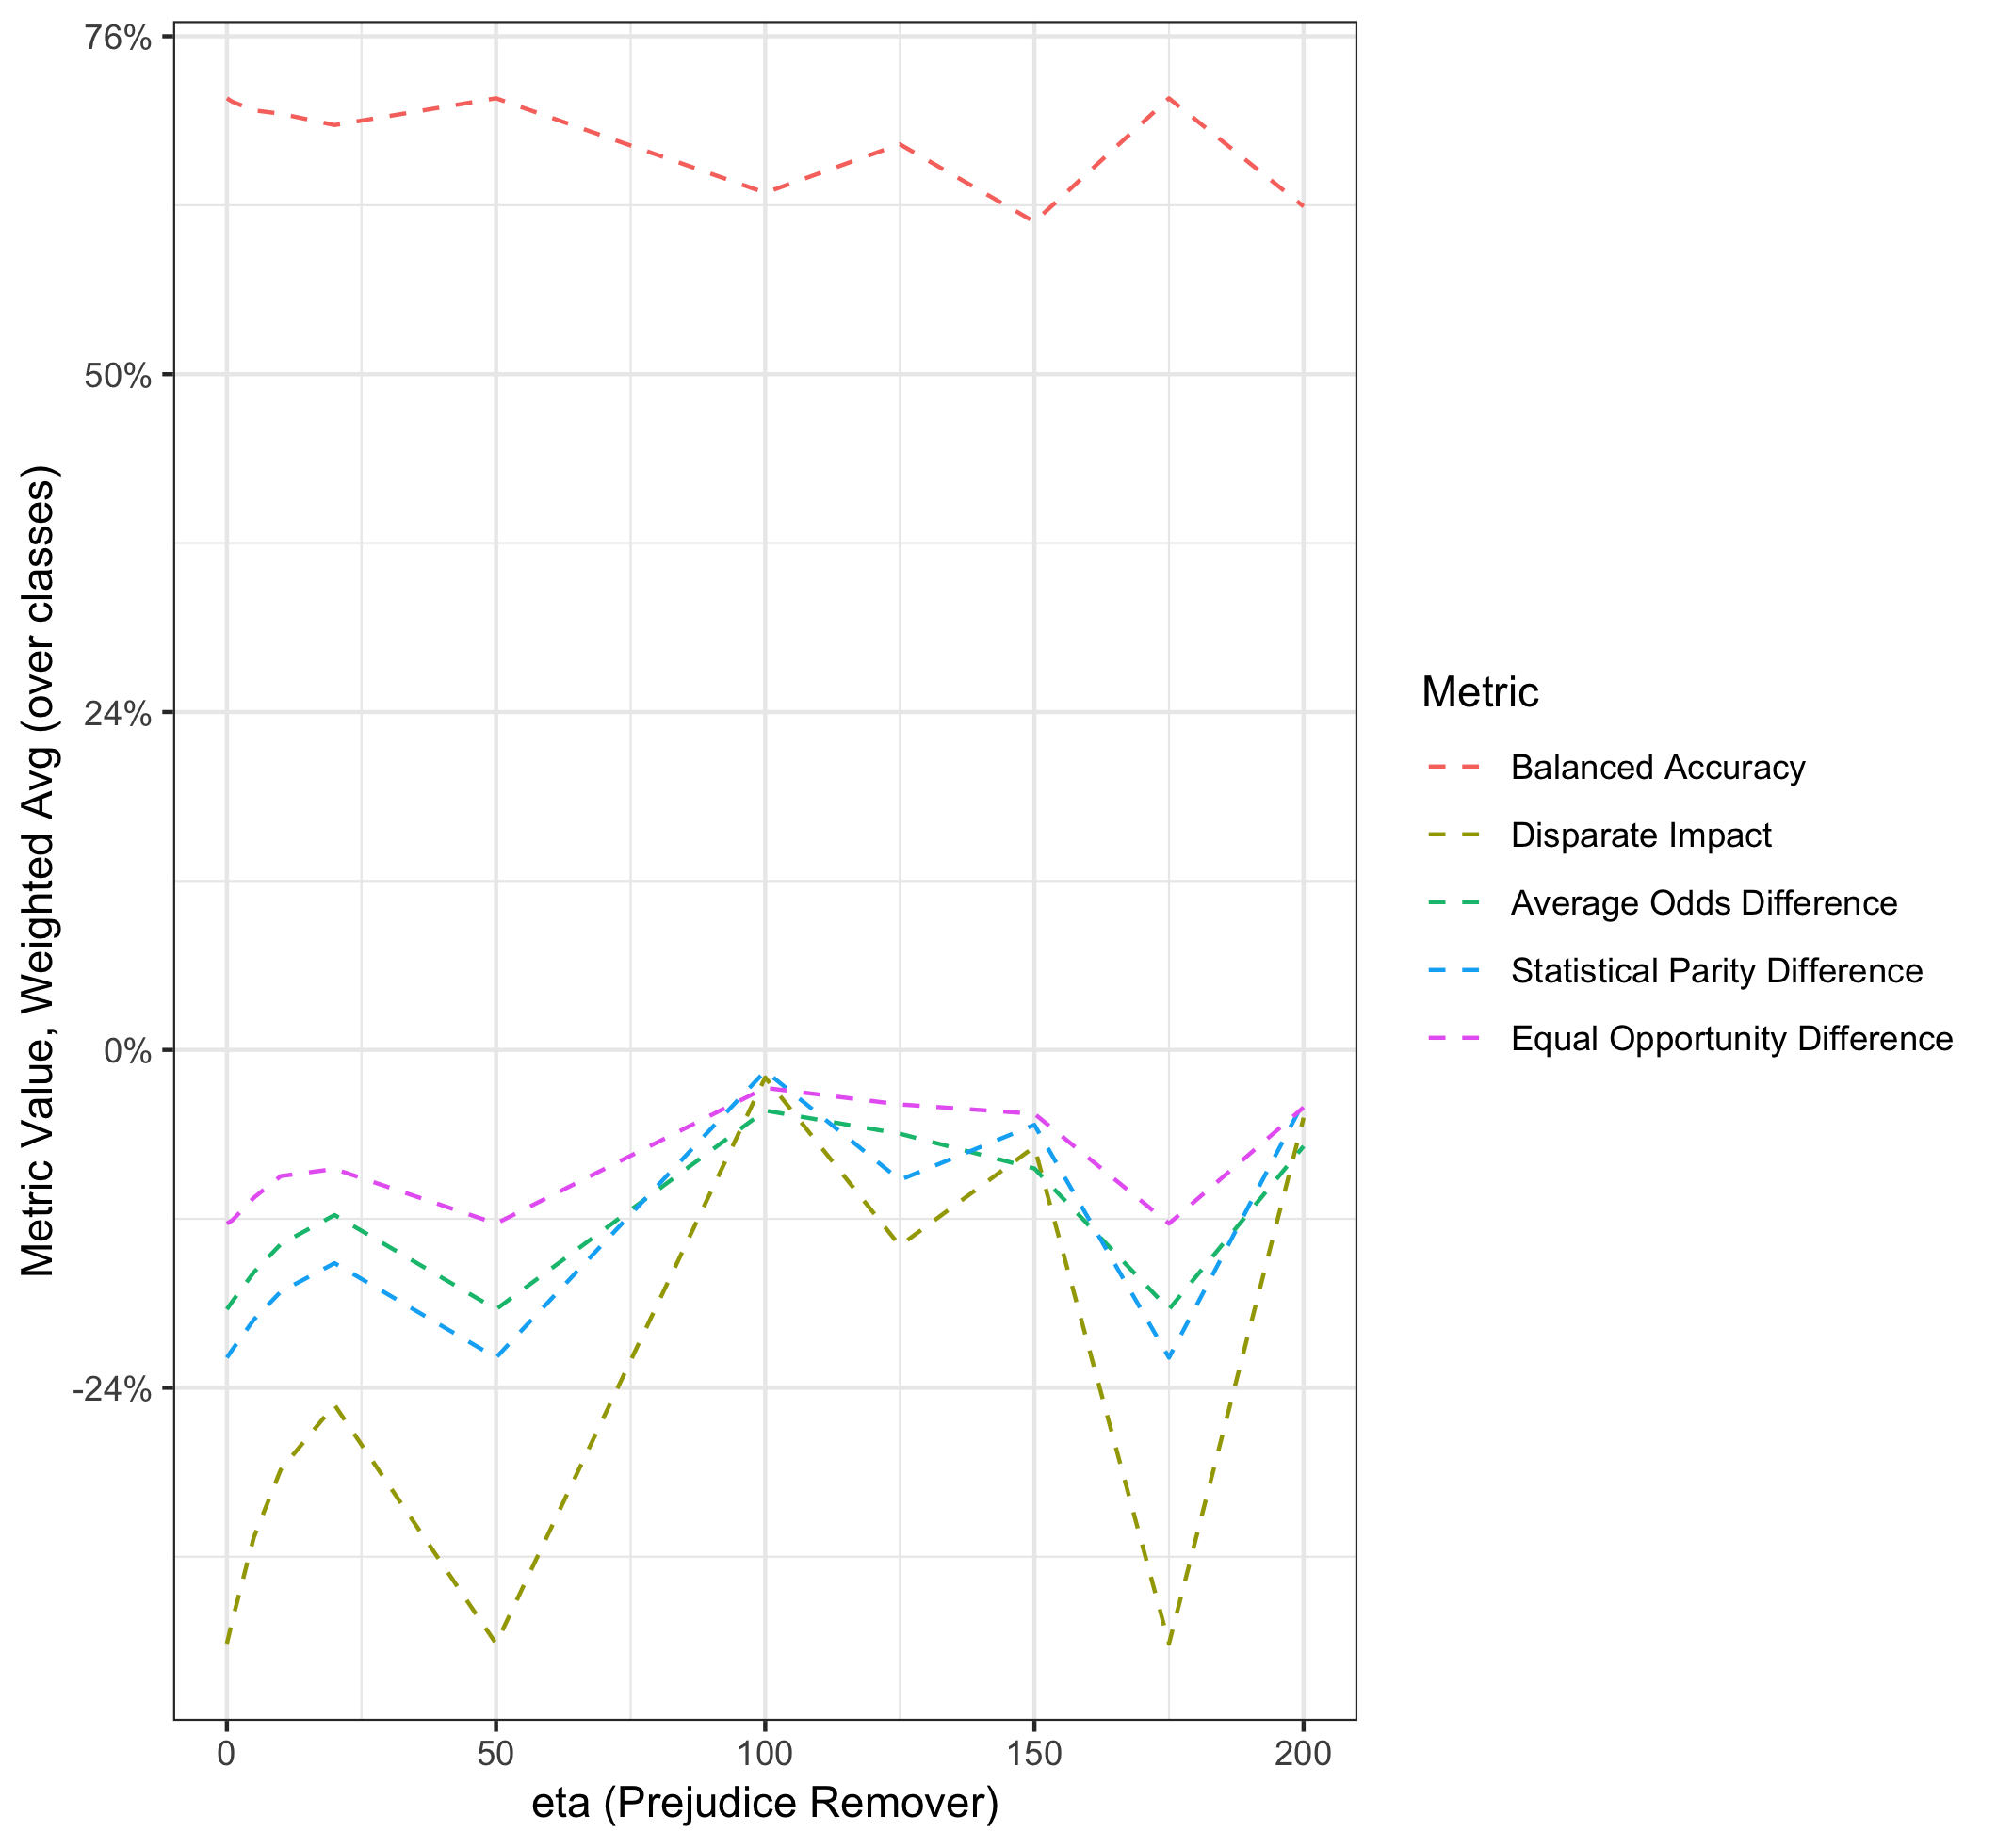 76%
50%
24%
0%
-24%
Metric Value, Weighted Avg (over classes)
0 50 100 150 200
eta (Prejudice Remover)
Metric
Balanced Accuracy
Disparate Impact
Average Odds Difference
Statistical Parity Difference
Equal Opportunity Difference